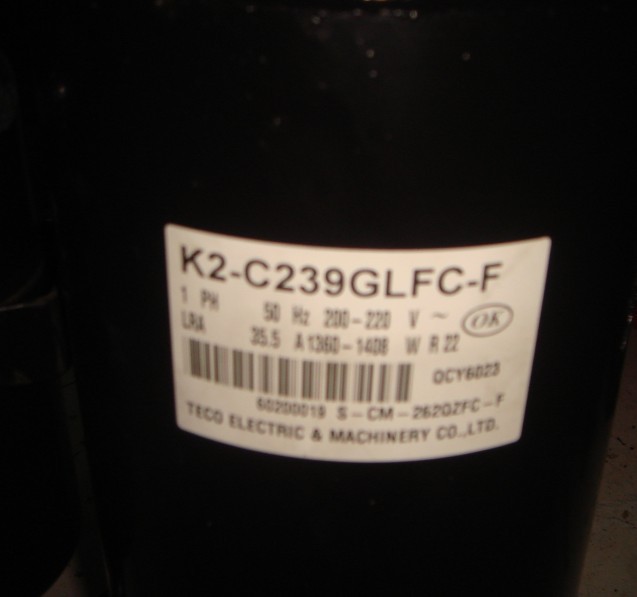 K2-C239GLFC-F
1 PH 50 Hz 200-220 V ~ OK
LRA 35.5 A 1360-1408 W R 22
OCY6023
60200019 S-CM-262GZFC-F
TECO ELECTRIC & MACHINERY CO.,LTD.